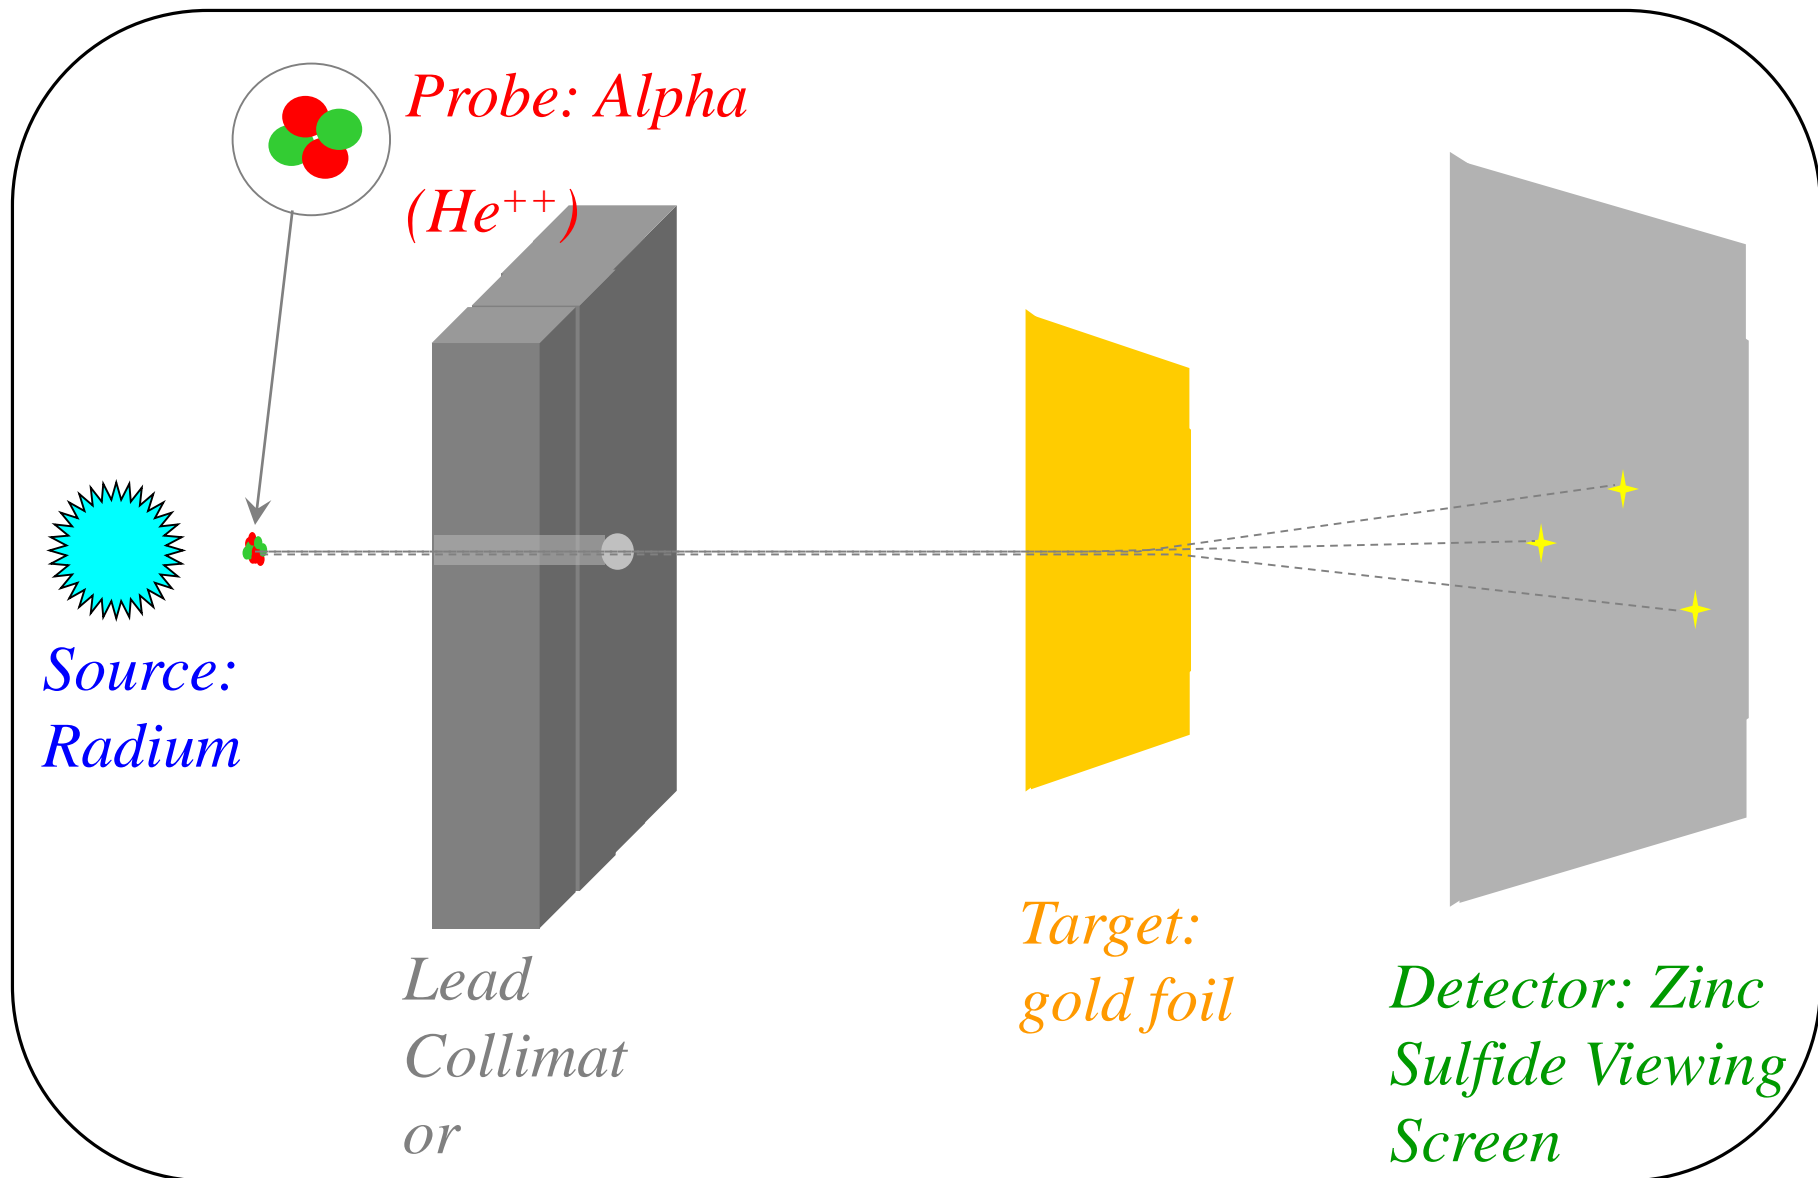 Probe: Alpha
(He⁺⁺)
Source:
Radium
Lead
Collimat
or
Target:
gold foil
Detector: Zinc
Sulfide Viewing
Screen